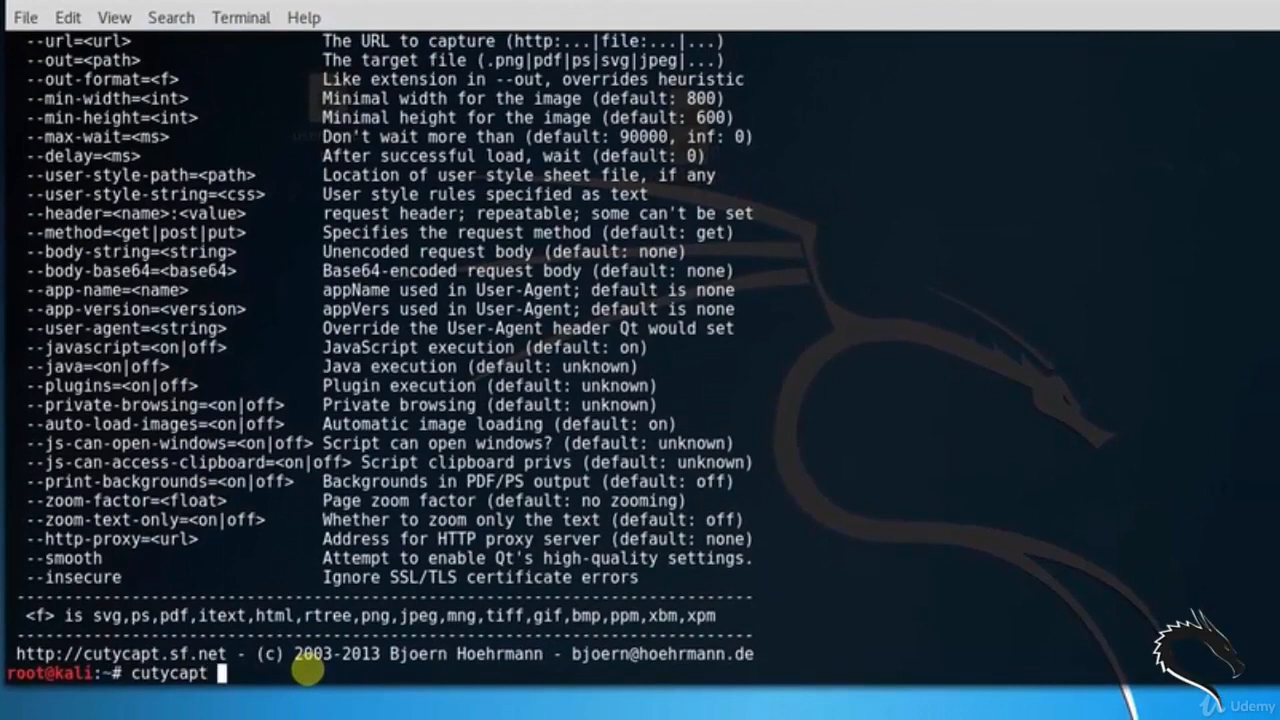 File Edit View Search Terminal Help
--url=<url> The URL to capture (http:...|file:...|...)
--out=<path> The target file (.png|pdf|ps|svg|jpeg|...)
--out-format=<f> Like extension in --out, overrides heuristic
--min-width=<int> Minimal width for the image (default: 800)
--min-height=<int> Minimal height for the image (default: 600)
--max-wait=<ms> Don't wait more than (default: 90000, inf: 0)
--delay=<ms> After successful load, wait (default: 0)
--user-style-path=<path> Location of user style sheet file, if any
--user-style-string=<css> User style rules specified as text
--header=<name>:<value> request header; repeatable; some can't be set
--method=<get|post|put> Specifies the request method (default: get)
--body-string=<string> Unencoded request body (default: none)
--body-base64=<base64> Base64-encoded request body (default: none)
--app-name=<name> appName used in User-Agent; default is none
--app-version=<version> appVers used in User-Agent; default is none
--user-agent=<string> Override the User-Agent header Qt would set
--javascript=<on|off> JavaScript execution (default: on)
--java=<on|off> Java execution (default: unknown)
--plugins=<on|off> Plugin execution (default: unknown)
--private-browsing=<on|off> Private browsing (default: unknown)
--auto-load-images=<on|off> Automatic image loading (default: on)
--js-can-open-windows=<on|off> Script can open windows? (default: unknown)
--js-can-access-clipboard=<on|off> Script clipboard privs (default: unknown)
--print-backgrounds=<on|off> Backgrounds in PDF/PS output (default: off)
--zoom-factor=<float> Page zoom factor (default: no zooming)
--zoom-text-only=<on|off> Whether to zoom only the text (default: off)
--http-proxy=<url> Address for HTTP proxy server (default: none)
--smooth Attempt to enable Qt's high-quality settings.
--insecure Ignore SSL/TLS certificate errors
-----------------------------------------------------------------------------
<f> is svg,ps,pdf,itext,html,rtree,png,jpeg,mng,tiff,gif,bmp,ppm,xbm,xpm
-----------------------------------------------------------------------------
http://cutycapt.sf.net - (c) 2003-2013 Bjoern Hoehrmann - bjoern@hoehrmann.de
root@kali:~# cutycapt
Udemy